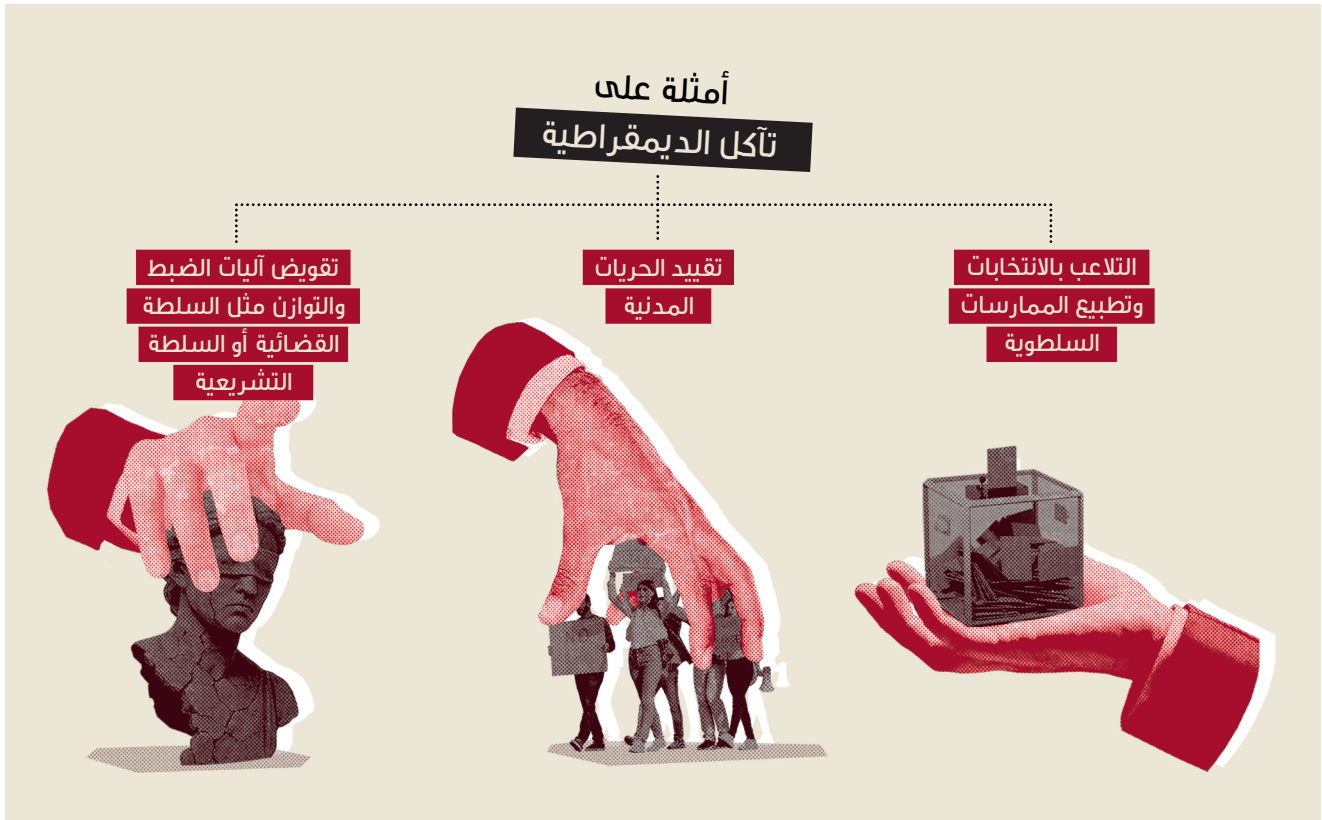 أمثلة على
تآكل الديمقراطية
التلاعب بالانتخابات
وتطبيع الممارسات
السلطوية
تقييد الحريات
المدنية
تقويض آليات الضبط
والتوازن مثل السلطة
القضائية أو السلطة
التشريعية